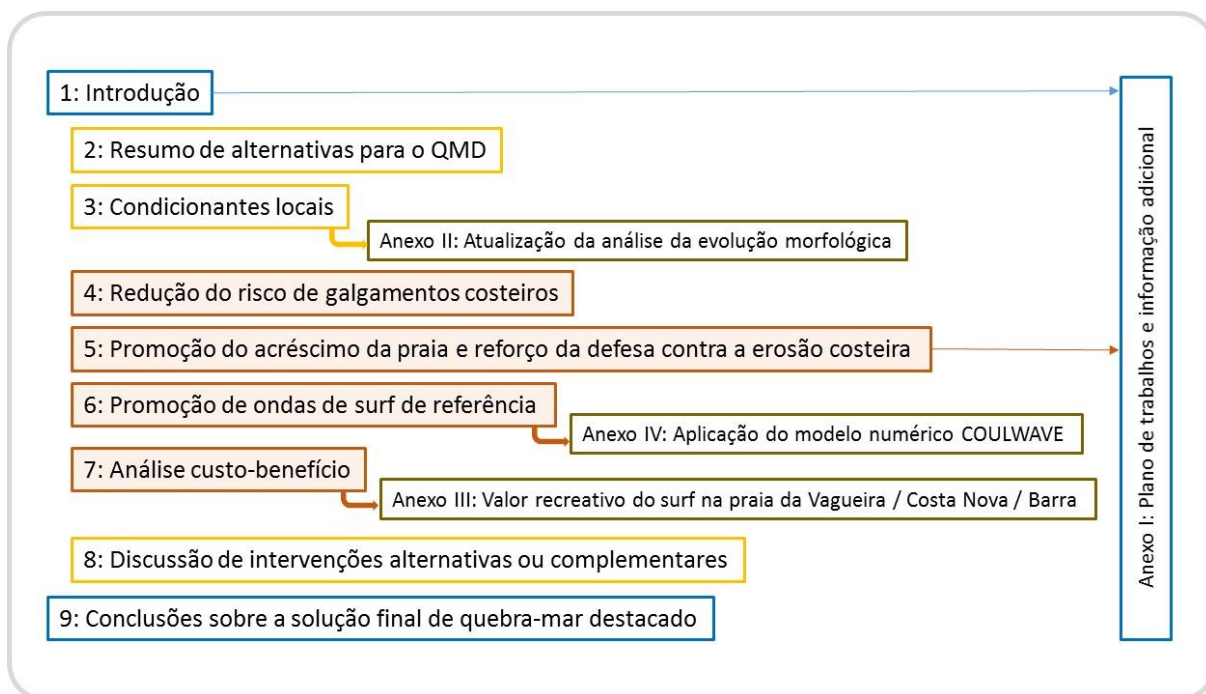 1: Introdução
2: Resumo de alternativas para o QMD
3: Condicionantes locais
Anexo II: Atualização da análise da evolução morfológica
4: Redução do risco de galgamentos costeiros
5: Promoção do acréscimo da praia e reforço da defesa contra a erosão costeira
6: Promoção de ondas de surf de referência
Anexo IV: Aplicação do modelo numérico COULWAVE
7: Análise custo-benefício
Anexo III: Valor recreativo do surf na praia da Vagueira / Costa Nova / Barra
8: Discussão de intervenções alternativas ou complementares
9: Conclusões sobre a solução final de quebra-mar destacado
Anexo I: Plano de trabalhos e informação adicional